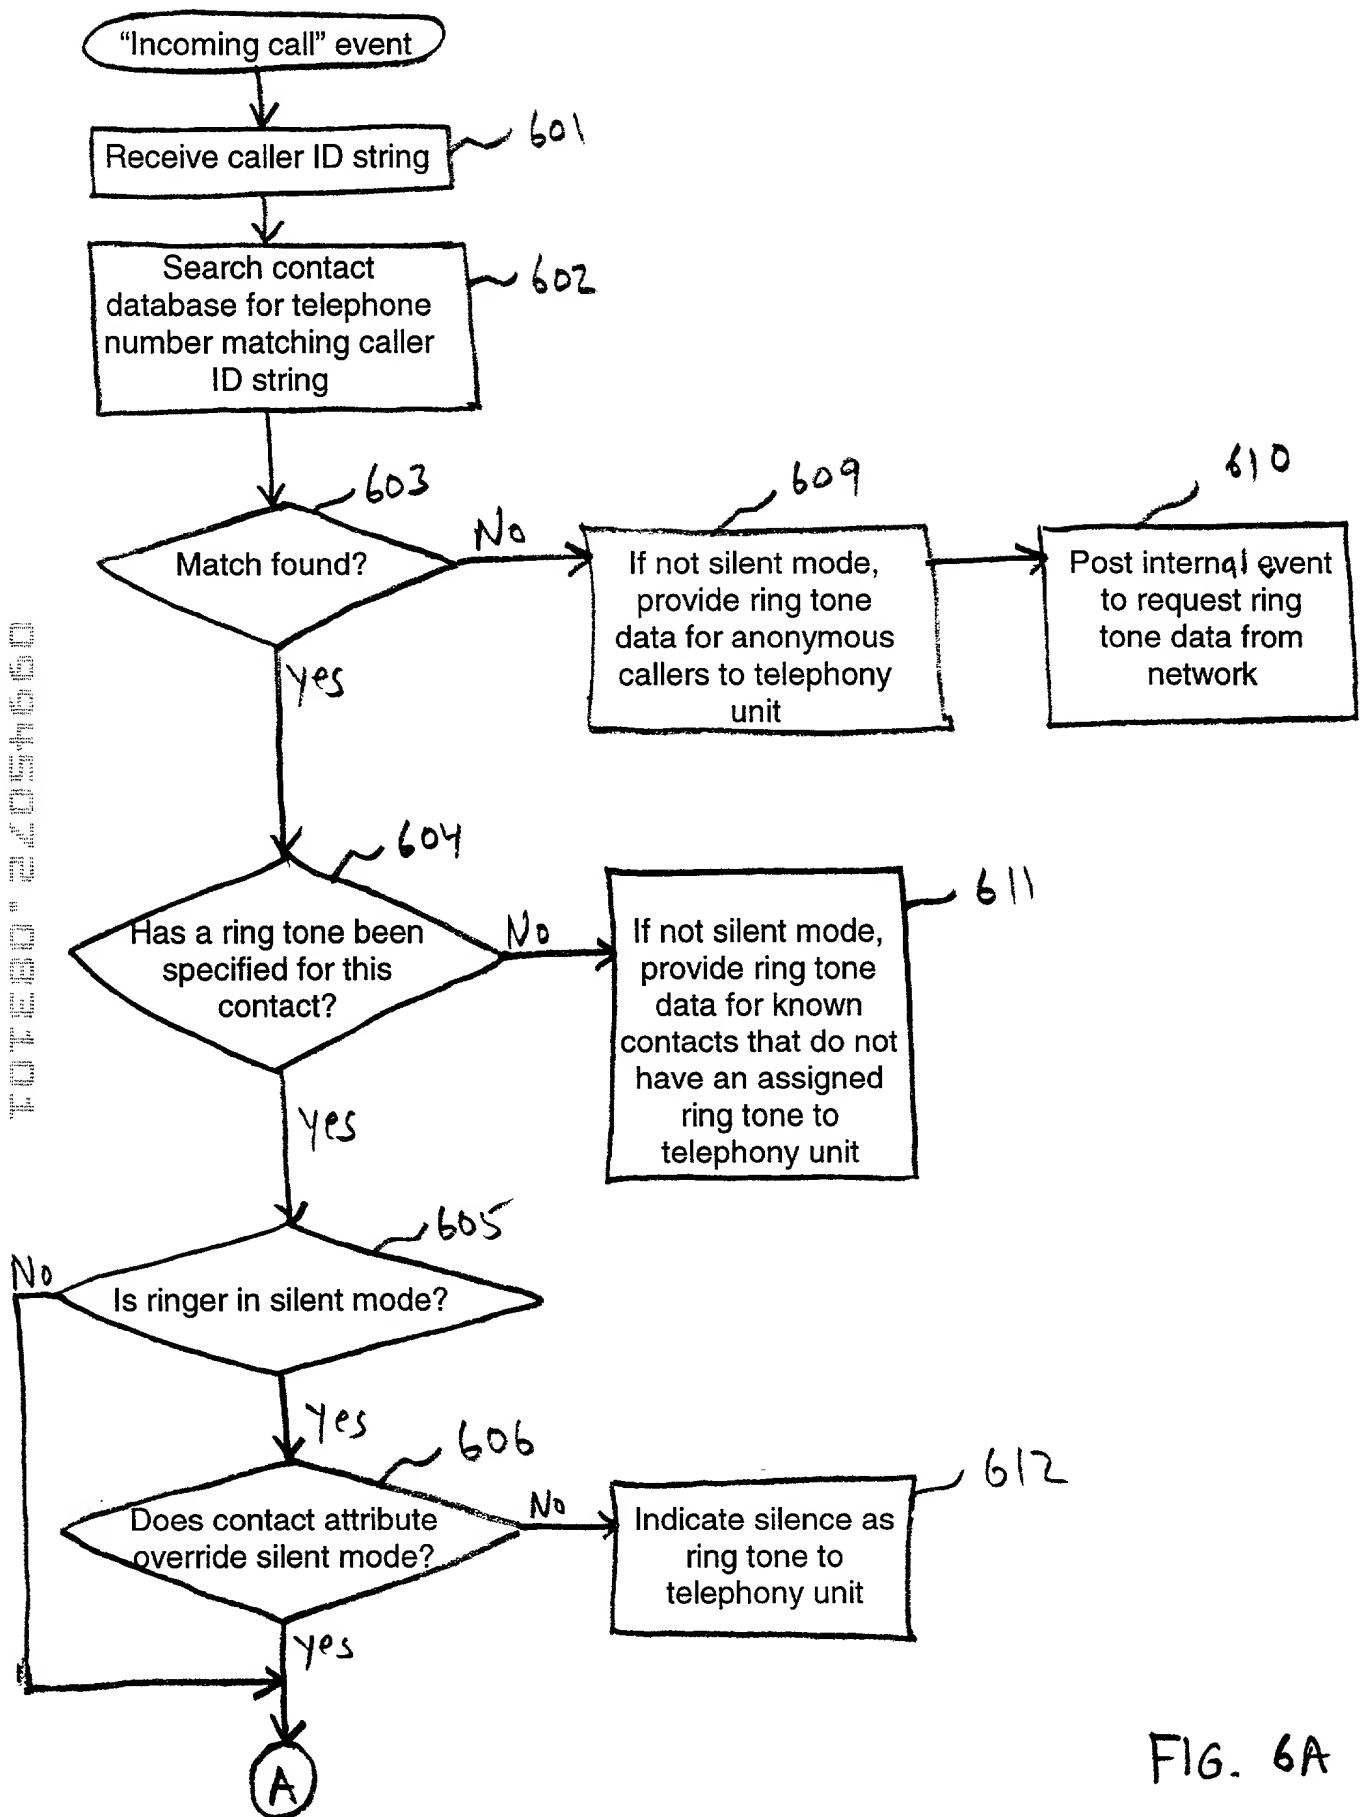 “Incoming call” event
601
Receive caller ID string
602
Search contact
database for telephone
number matching caller
ID string
603
Match found?
No
609
If not silent mode,
provide ring tone
data for anonymous
callers to telephony
unit
610
Post internal event
to request ring
tone data from
network
yes
604
Has a ring tone been
specified for this
contact?
No
611
If not silent mode,
provide ring tone
data for known
contacts that do not
have an assigned
ring tone to
telephony unit
yes
605
No
Is ringer in silent mode?
yes
606
Does contact attribute
override silent mode?
No
612
Indicate silence as
ring tone to
telephony unit
yes
A
FIG. 6A